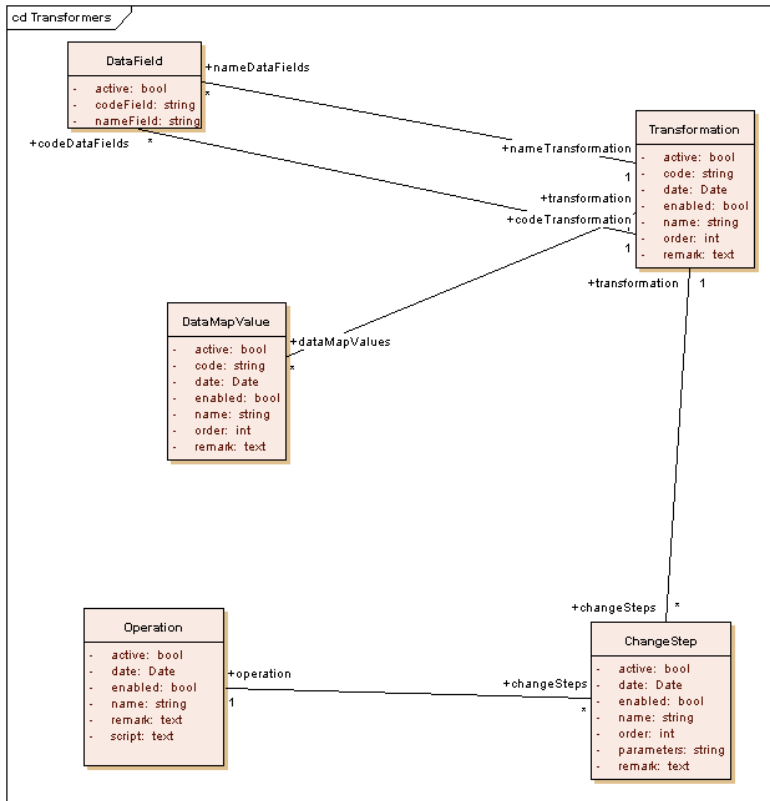 cd Transformers
DataField
- active: bool
- codeField: string
- nameField: string
+nameDataFields
*
+codeDataFields
*
Transformation
- active: bool
- code: string
- date: Date
- enabled: bool
- name: string
- order: int
- remark: text
+nameTransformation
1
+transformation
+codeTransformation
1
+transformation
1
DataMapValue
- active: bool
- code: string
- date: Date
- enabled: bool
- name: string
- order: int
- remark: text
+dataMapValues
*
Operation
- active: bool
- date: Date
- enabled: bool
- name: string
- remark: text
- script: text
+operation
1
+changeSteps
*
+changeSteps
*
ChangeStep
- active: bool
- date: Date
- enabled: bool
- name: string
- order: int
- parameters: string
- remark: text